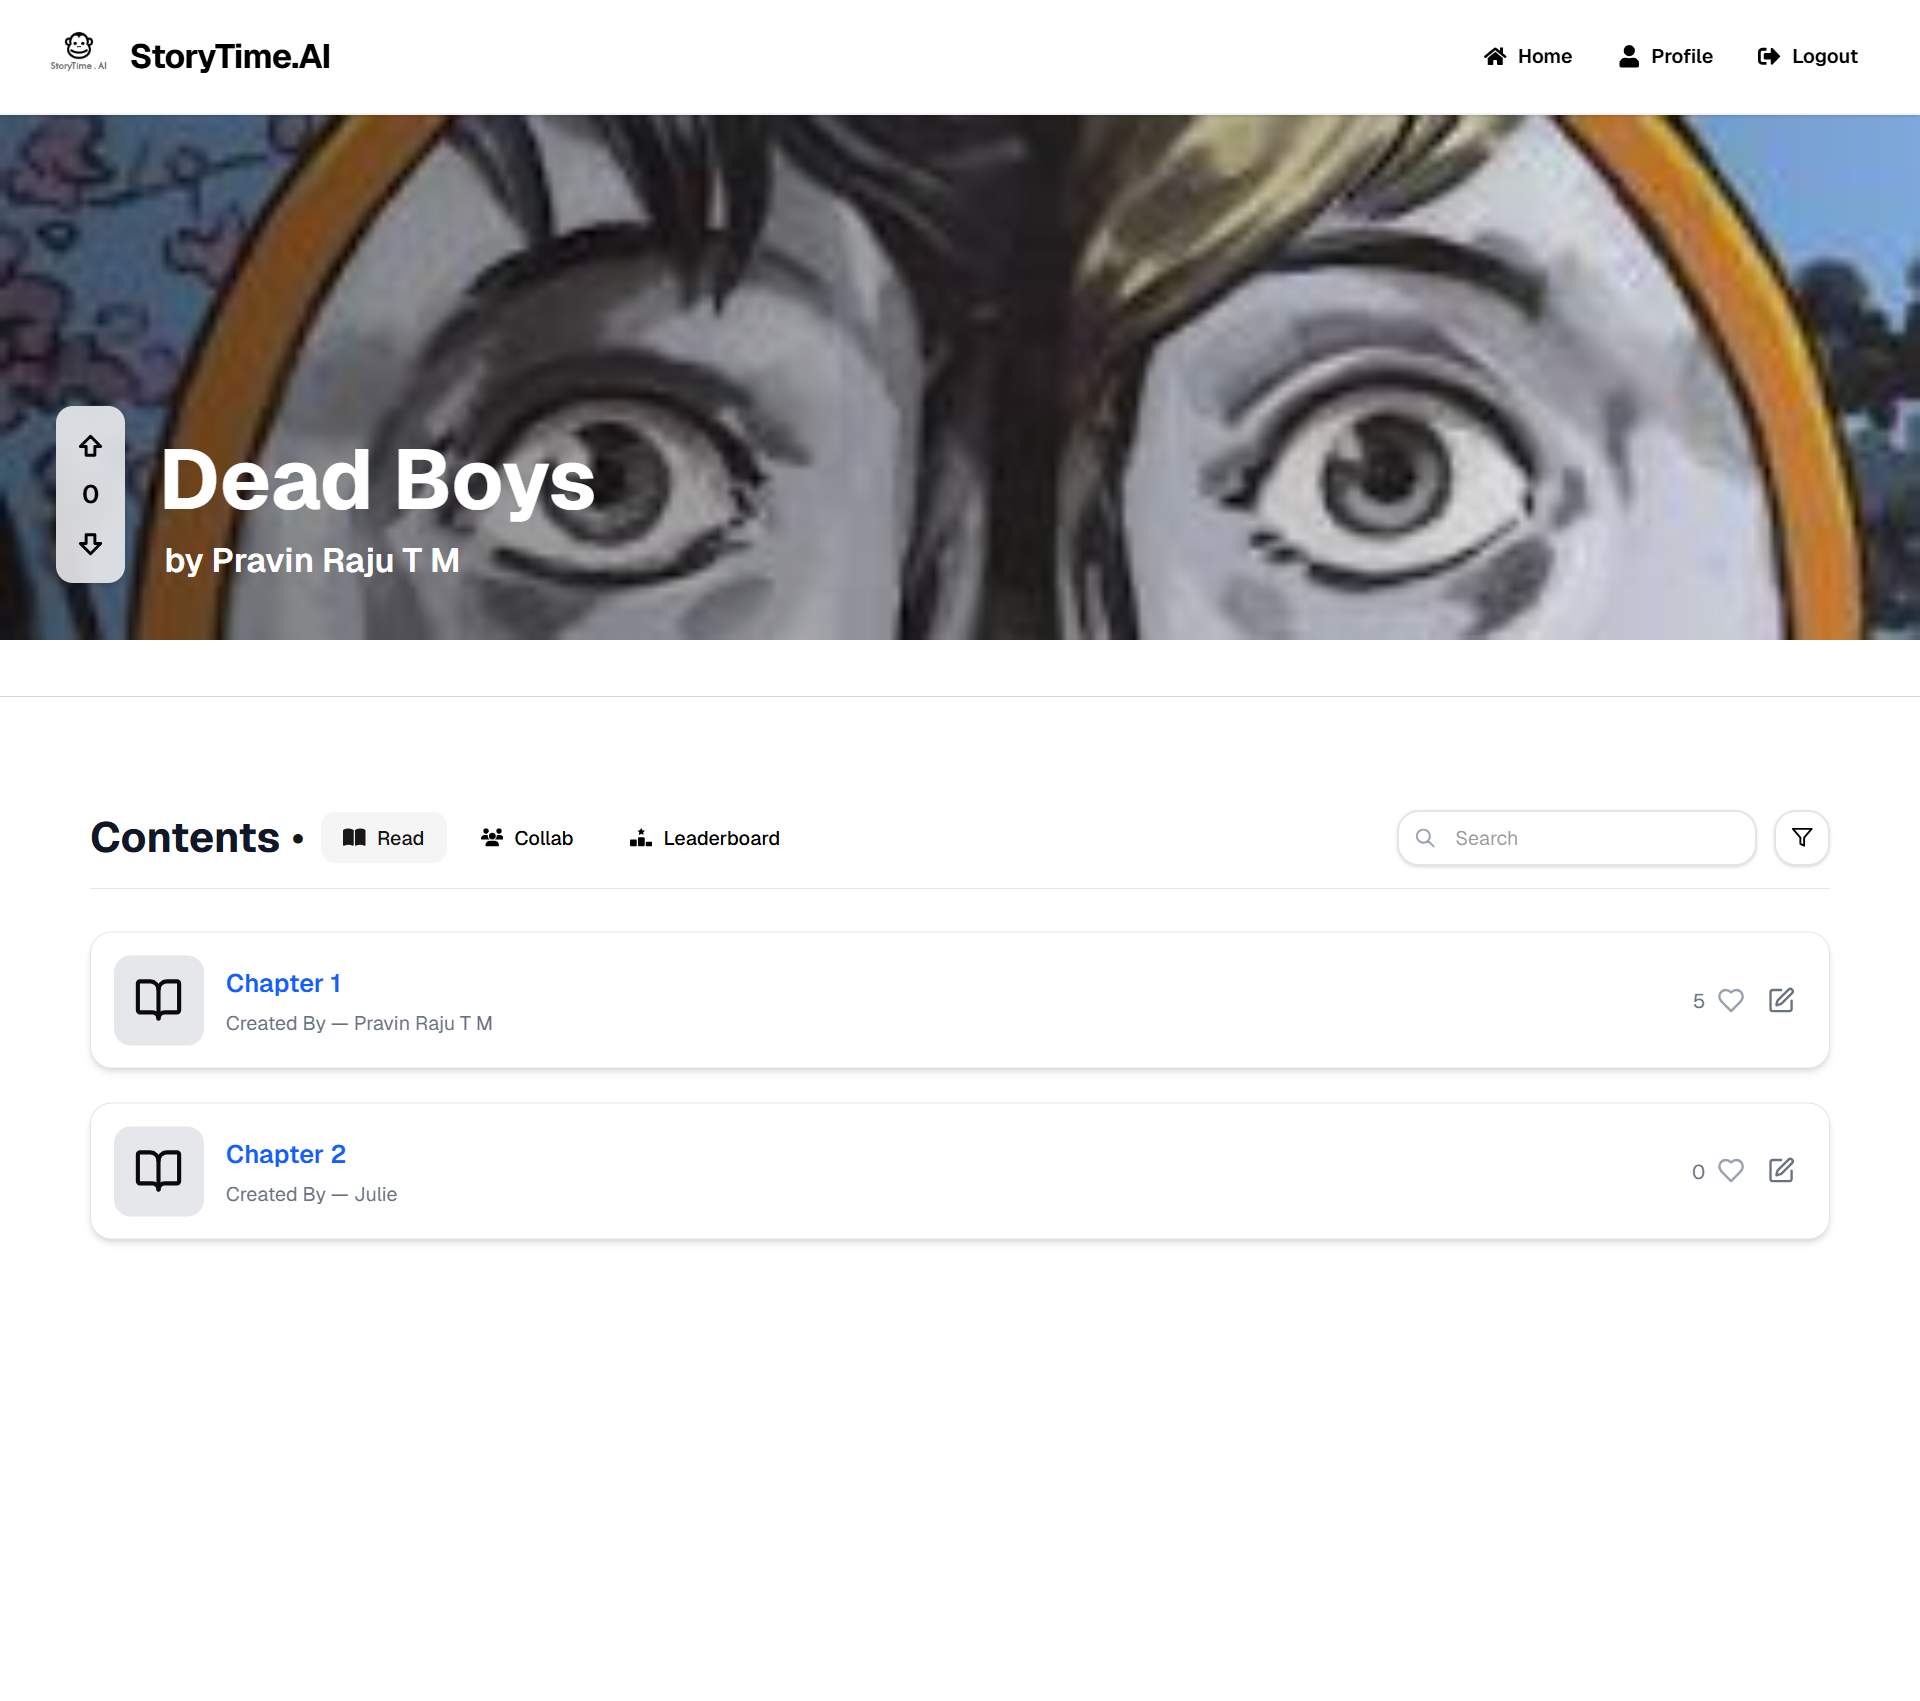 StoryTime . AI
StoryTime.AI
Home
Profile
Logout
0
Dead Boys
by Pravin Raju T M
Contents •
Read
Collab
Leaderboard
Search
Chapter 1
Created By — Pravin Raju T M
5
Chapter 2
Created By — Julie
0